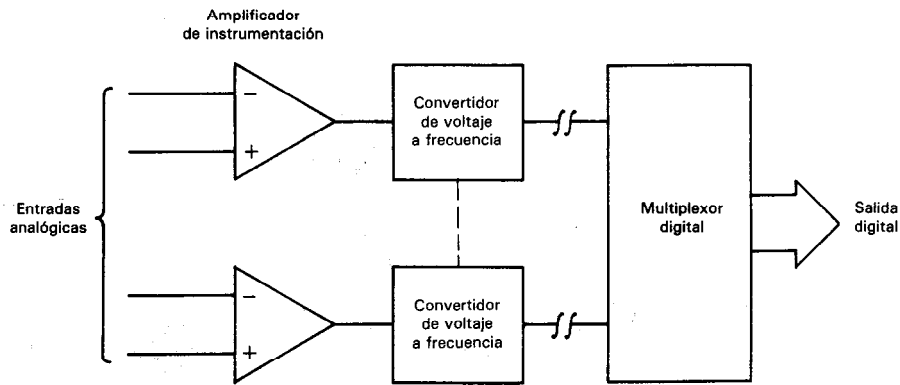 Amplificador
de instrumentación
−
+
Convertidor
de voltaje
a frecuencia
Entradas
analógicas
Multiplexor
digital
Salida
digital
−
+
Convertidor
de voltaje
a frecuencia